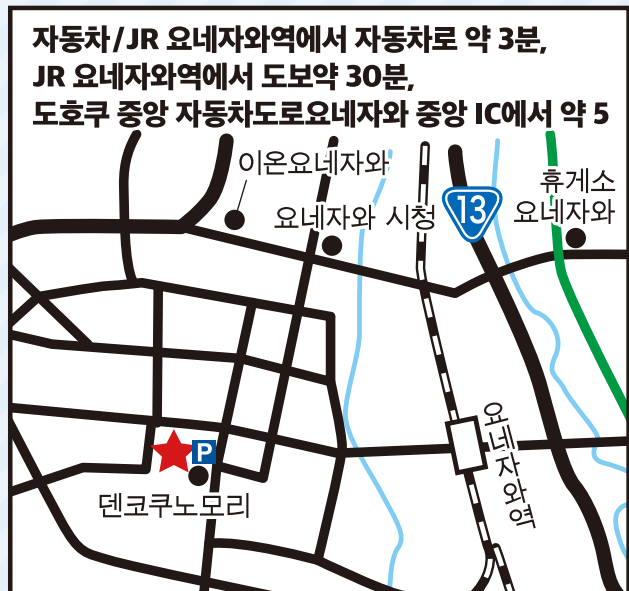 자동차/JR 요네자와역에서 자동차로 약 3분,
JR 요네자와역에서 도보약 30분,
도호쿠 중앙 자동차도로요네자와 중앙 IC에서 약 5
이온요네자와
요네자와 시청
13
휴게소
요네자와
요네자와역
P
덴코쿠노모리